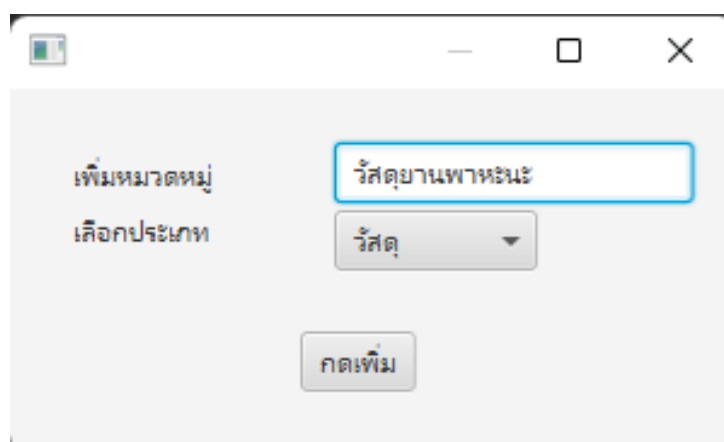 เพิ่มหมวดหมู่ วัสดุยานพาหะนะ
เลือกประเภท วัสดุ
กดเพิ่ม